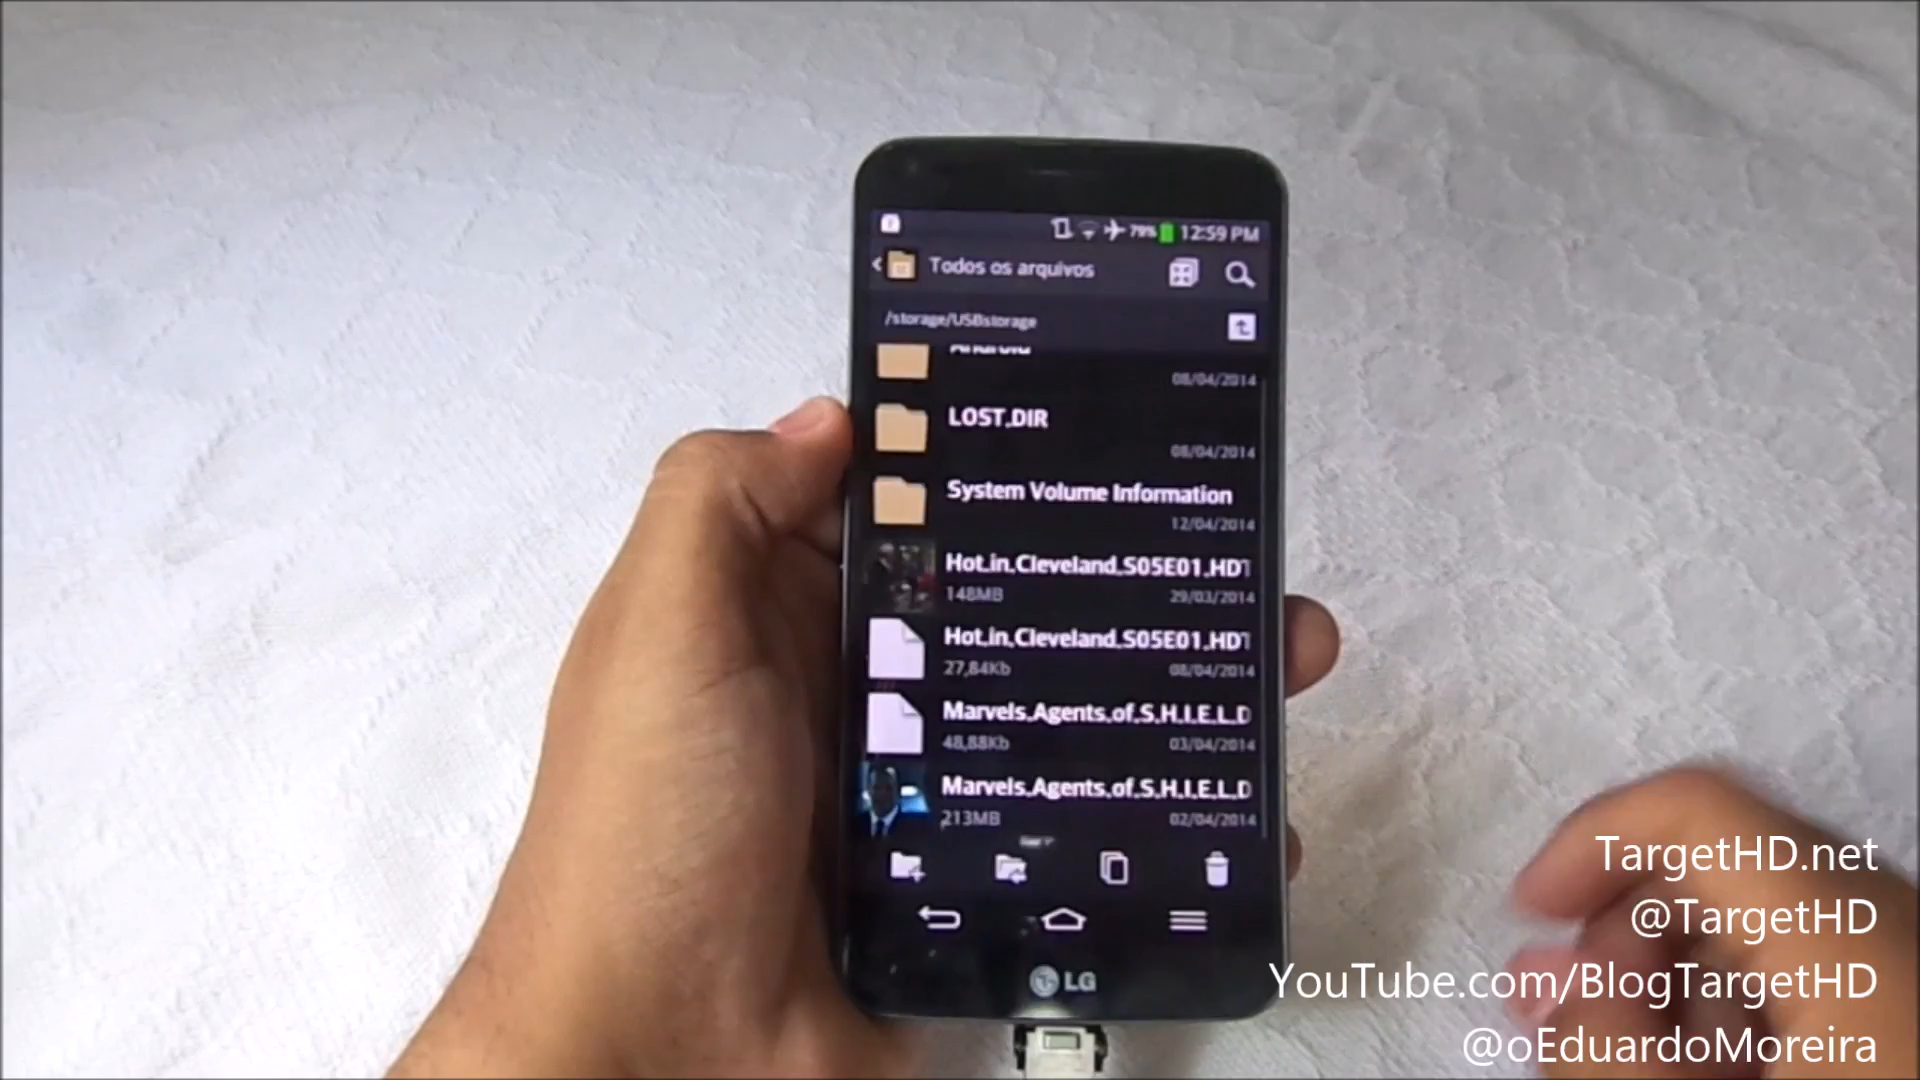 79% 12:59 PM
Todos os arquivos
/storage/USBstorage
Android
08/04/2014
LOST.DIR
08/04/2014
System Volume Information
12/04/2014
Hot.in.Cleveland.S05E01.HDT
148MB 29/03/2014
Hot.in.Cleveland.S05E01.HDT
27,84Kb 08/04/2014
Marvels.Agents.of.S.H.I.E.L.D
48,88Kb 03/04/2014
Marvels.Agents.of.S.H.I.E.L.D
213MB 02/04/2014
LG
TargetHD.net
@TargetHD
YouTube.com/BlogTargetHD
@oEduardoMoreira